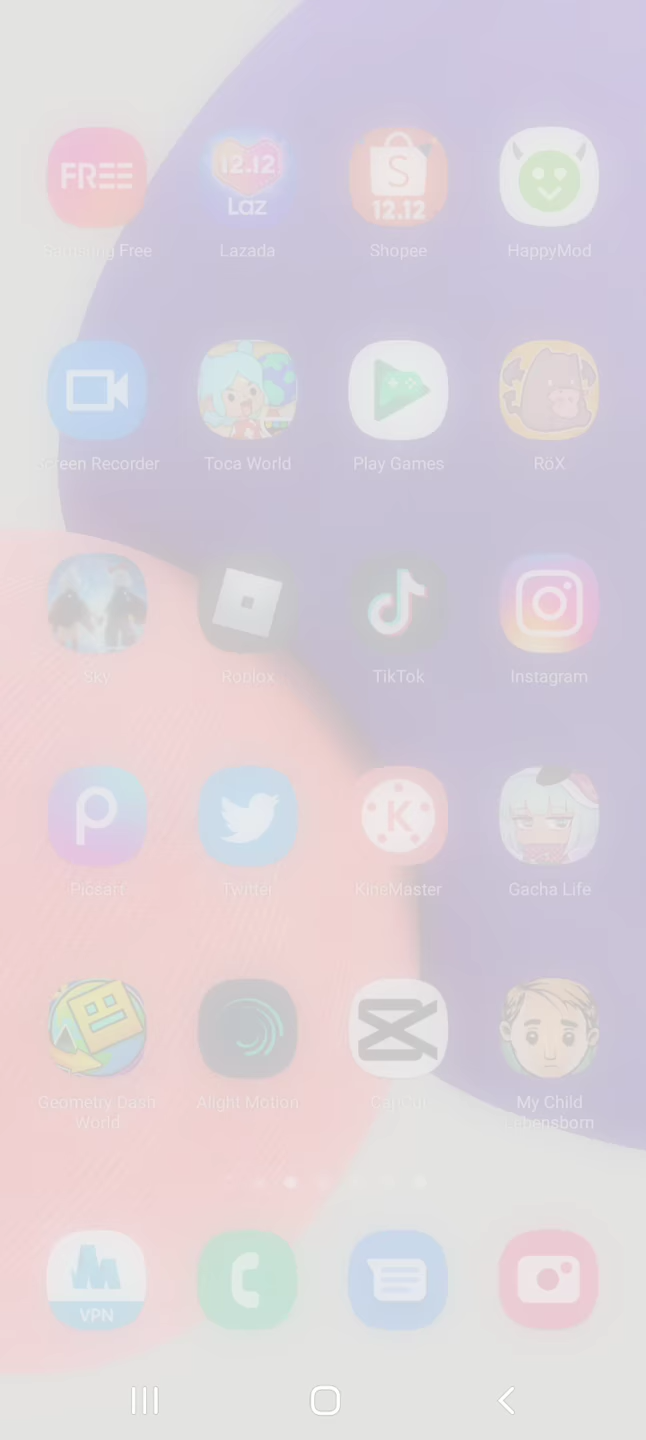 FREE
12.12
Laz
S
12.12
Samsung Free
Lazada
Shopee
HappyMod
Screen Recorder
Toca World
Play Games
RöX
Sky
Roblox
TikTok
Instagram
K
Picsart
Twitter
KineMaster
Gacha Life
Geometry Dash
World
Alight Motion
CapCut
My Child
Lebensborn
VPN